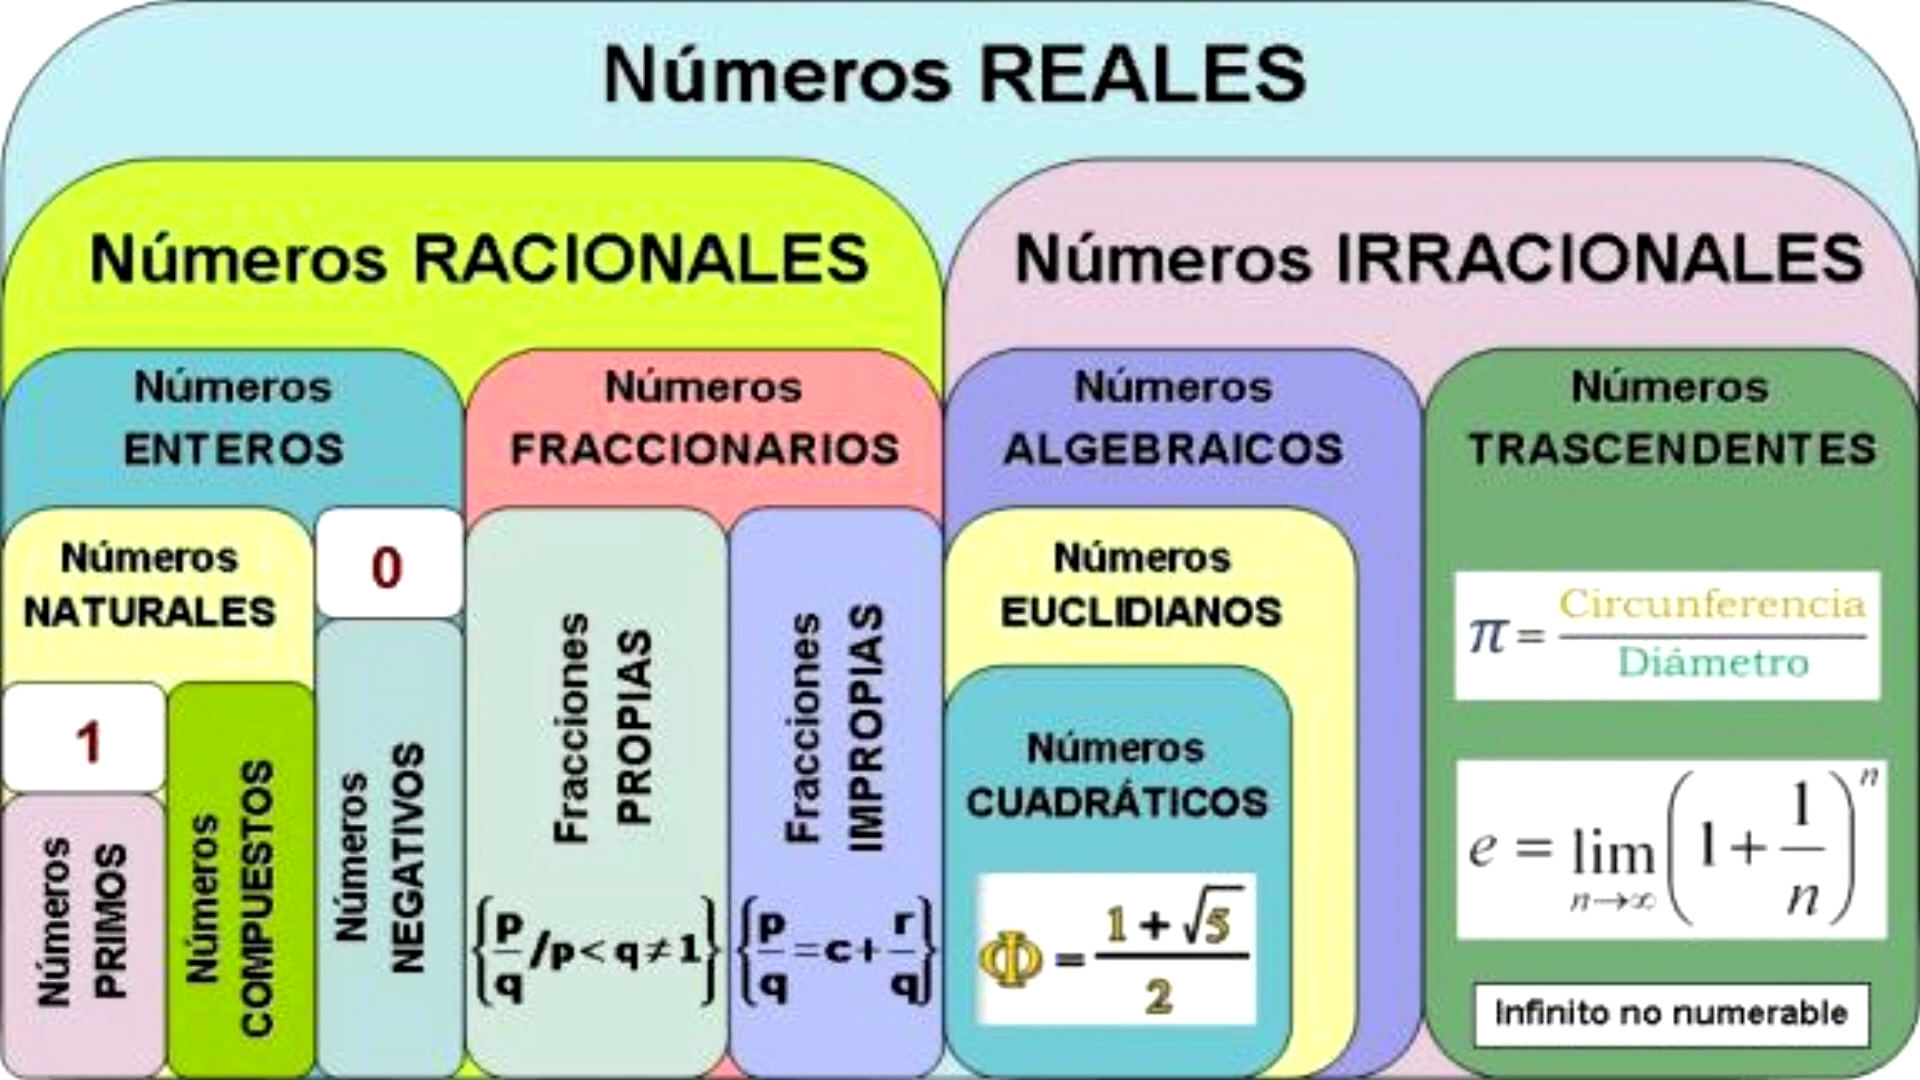 Números REALES
Números RACIONALES
Números IRRACIONALES
Números
ENTEROS
Números
FRACCIONARIOS
Números
ALGEBRAICOS
Números
TRASCENDENTES
Números
NATURALES
0
1
Números
PRIMOS
Números
COMPUESTOS
Números
NEGATIVOS
Fracciones
PROPIAS
{p/q /p< q ≠ 1}
Fracciones
IMPROPIAS
{p/q = c + r/q}
Números
EUCLIDIANOS
Números
CUADRÁTICOS
Φ = (1 + √5)/2
π = Circunferencia/Diámetro
e = lim n→∞ (1 + 1/n)^n
Infinito no numerable